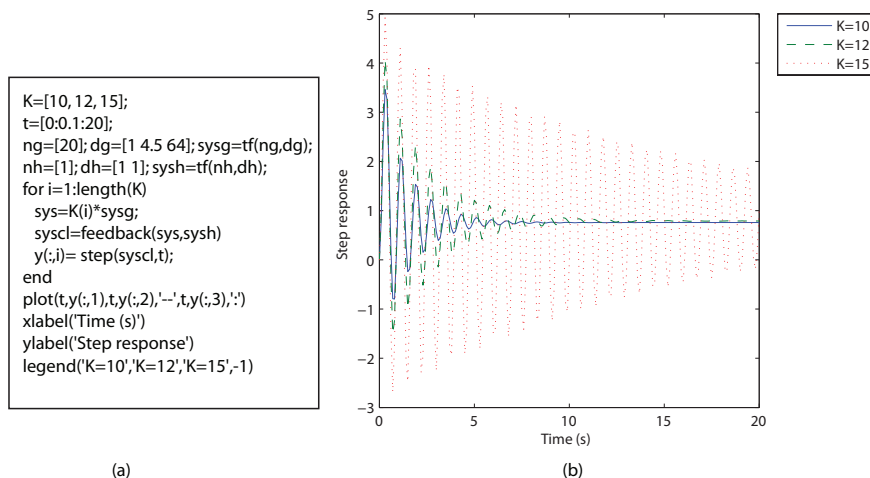 K=[10, 12, 15];
t=[0:0.1:20];
ng=[20]; dg=[1 4.5 64]; sysg=tf(ng,dg);
nh=[1]; dh=[1 1]; sysh=tf(nh,dh);
for i=1:length(K)
sys=K(i)*sysg;
syscl=feedback(sys,sysh)
y(:,i)= step(syscl,t);
end
plot(t,y(:,1),t,y(:,2),'--',t,y(:,3),':')
xlabel('Time (s)')
ylabel('Step response')
legend('K=10','K=12','K=15',-1)
(a)
5
4
3
2
1
0
−1
−2
−3
Step response
0
5
10
15
20
Time (s)
K=10
K=12
K=15
(b)